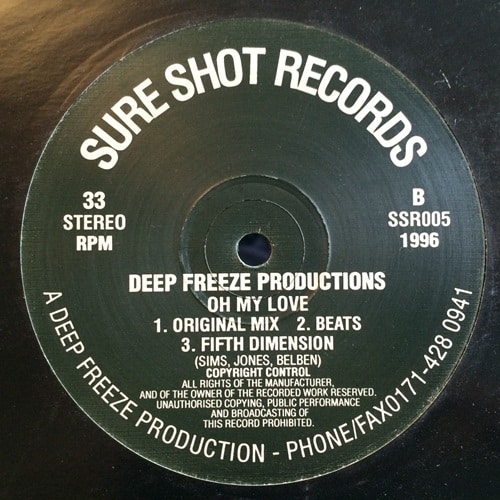 SURE SHOT RECORDS
33
STEREO
RPM
B
SSR005
1996
DEEP FREEZE PRODUCTIONS
OH MY LOVE
1. ORIGINAL MIX 2. BEATS
3. FIFTH DIMENSION
(SIMS, JONES, BELBEN)
COPYRIGHT CONTROL
ALL RIGHTS OF THE MANUFACTURER,
AND OF THE OWNER OF THE RECORDED WORK RESERVED.
UNAUTHORISED COPYING, PUBLIC PERFORMANCE
AND BROADCASTING OF
THIS RECORD PROHIBITED.
A DEEP FREEZE PRODUCTION - PHONE/FAX0171-428 0941